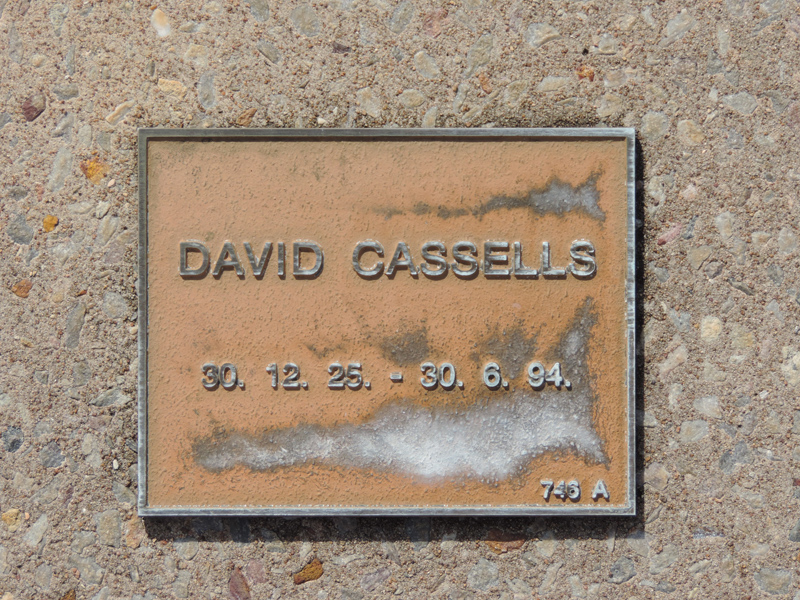 DAVID CASSELLS
30. 12. 25. - 30. 6. 94.
746 A